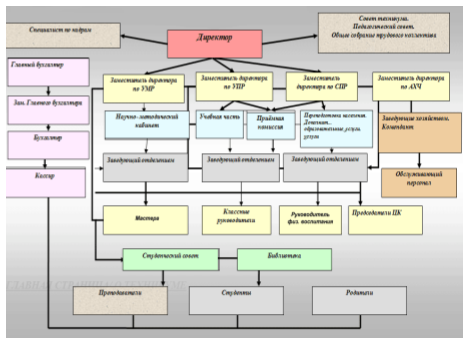 Специалист по кадрам
Директор
Совет техникума.
Педагогический совет.
Общее собрание трудового коллектива
Главный бухгалтер
Заместитель директора
по УМР
Заместитель директора
по УПР
Заместитель
директора по СПР
Заместитель директора
по АХЧ
Зам. Главного бухгалтера
Научно-методический
кабинет
Учебная часть
Приёмная
комиссия
Заведующие хозяйством.
Комендант
Бухгалтер
Заведующий отделением
Заведующий отделением
Заведующий отделением
Кассир
Обслуживающий
персонал
Мастера
Классные
руководители
Руководитель
физ. воспитания
Председатели ЦК
Студенческий совет
Библиотека
Преподаватели
Студенты
Родители